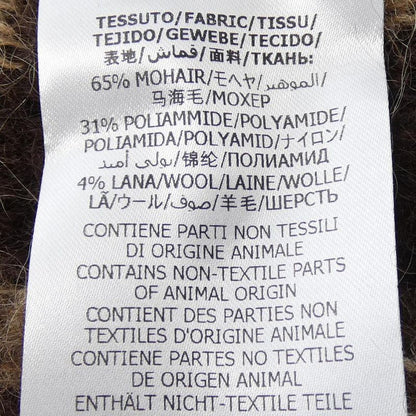 TESSUTO/FABRIC/TISSU/
TEJIDO/GEWEBE/TECIDO/
表地/قماش/面料/ТКАНЬ:
65% MOHAIR/モヘヤ/الموهير/
马海毛/МОХЕР
31% POLIAMMIDE/POLYAMIDE/
POLIAMIDA/POLYAMID/ナイロン/
بولي أميد/锦纶/ПОЛИАМИД
4% LANA/WOOL/LAINE/WOLLE/
LÃ/ウール/صوف/羊毛/ШЕРСТЬ
CONTIENE PARTI NON TESSILI
DI ORIGINE ANIMALE
CONTAINS NON-TEXTILE PARTS
OF ANIMAL ORIGIN
CONTIENT DES PARTIES NON
TEXTILES D'ORIGINE ANIMALE
CONTIENE PARTES NO TEXTILES
DE ORIGEN ANIMAL
ENTHÄLT NICHT-TEXTILE TEILE